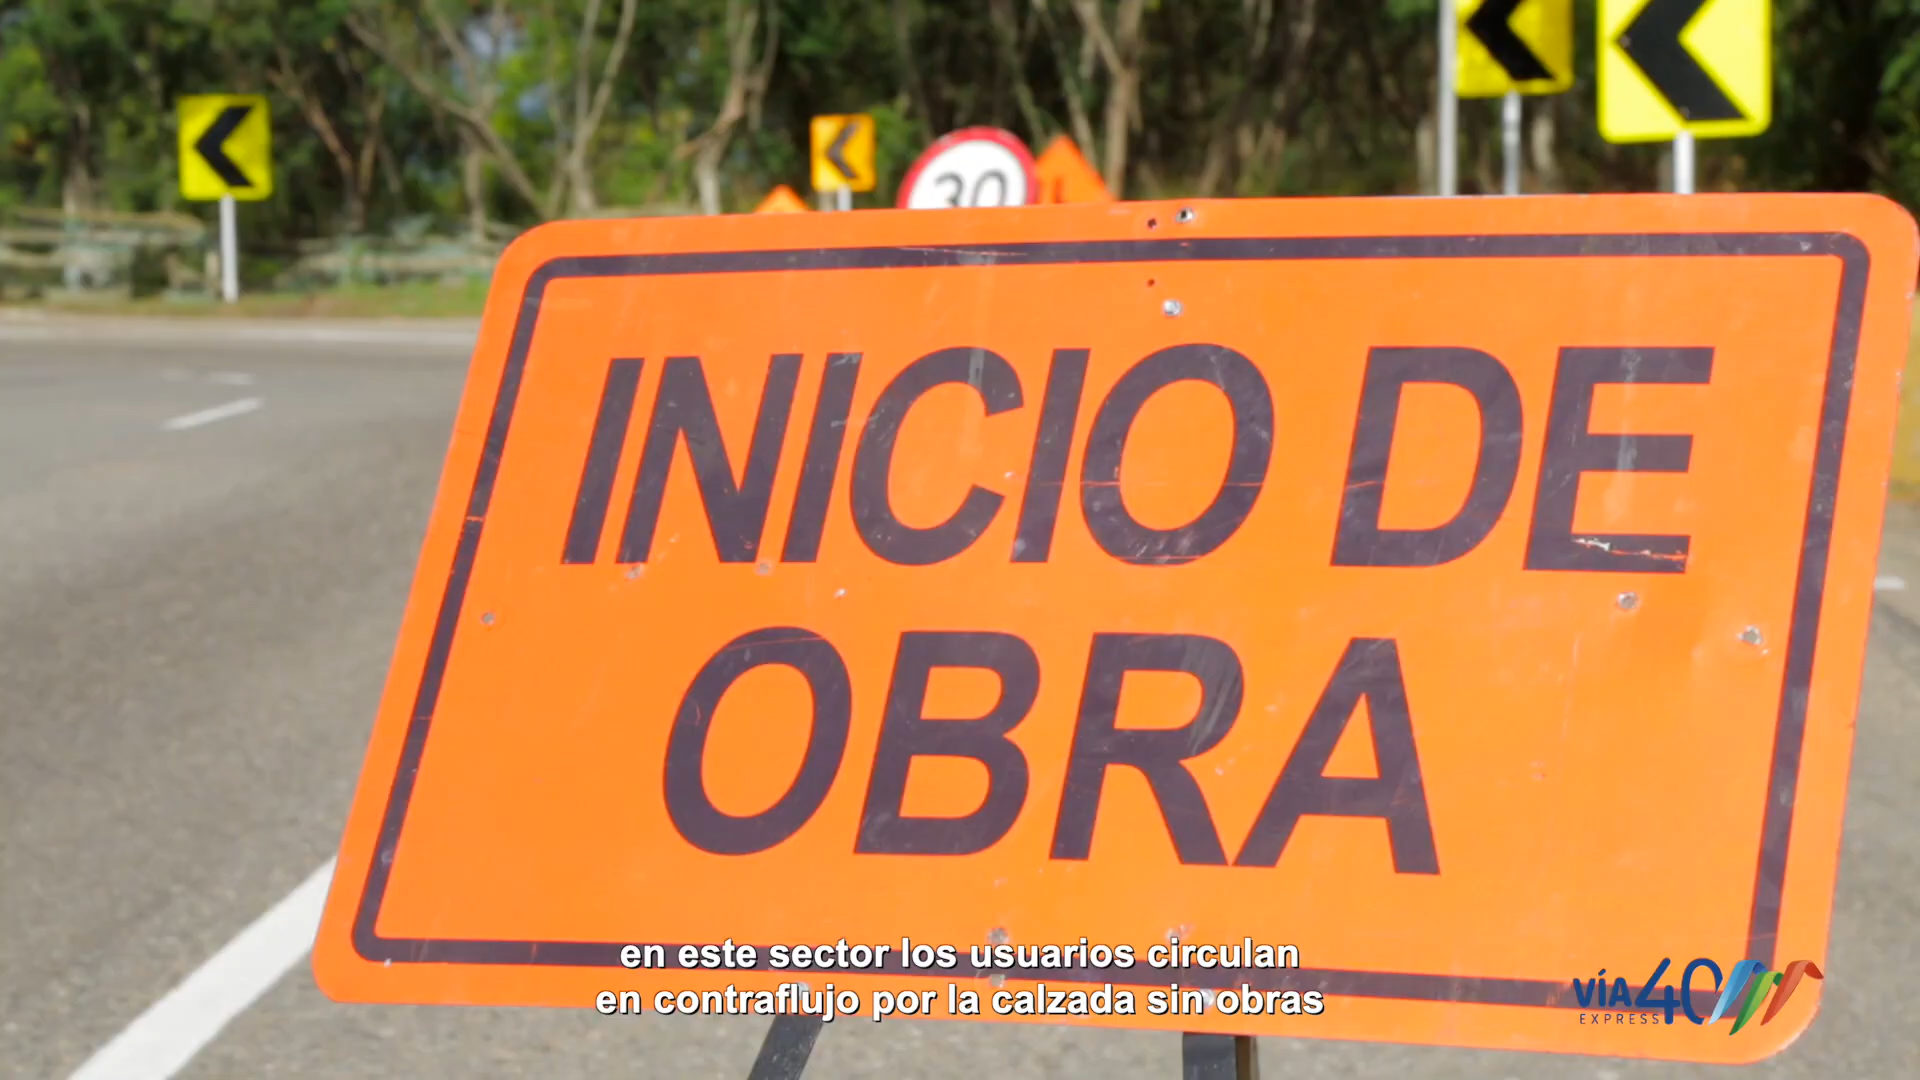 30
INICIO DE
OBRA
en este sector los usuarios circulan
en contraflujo por la calzada sin obras
VÍA40
EXPRESS